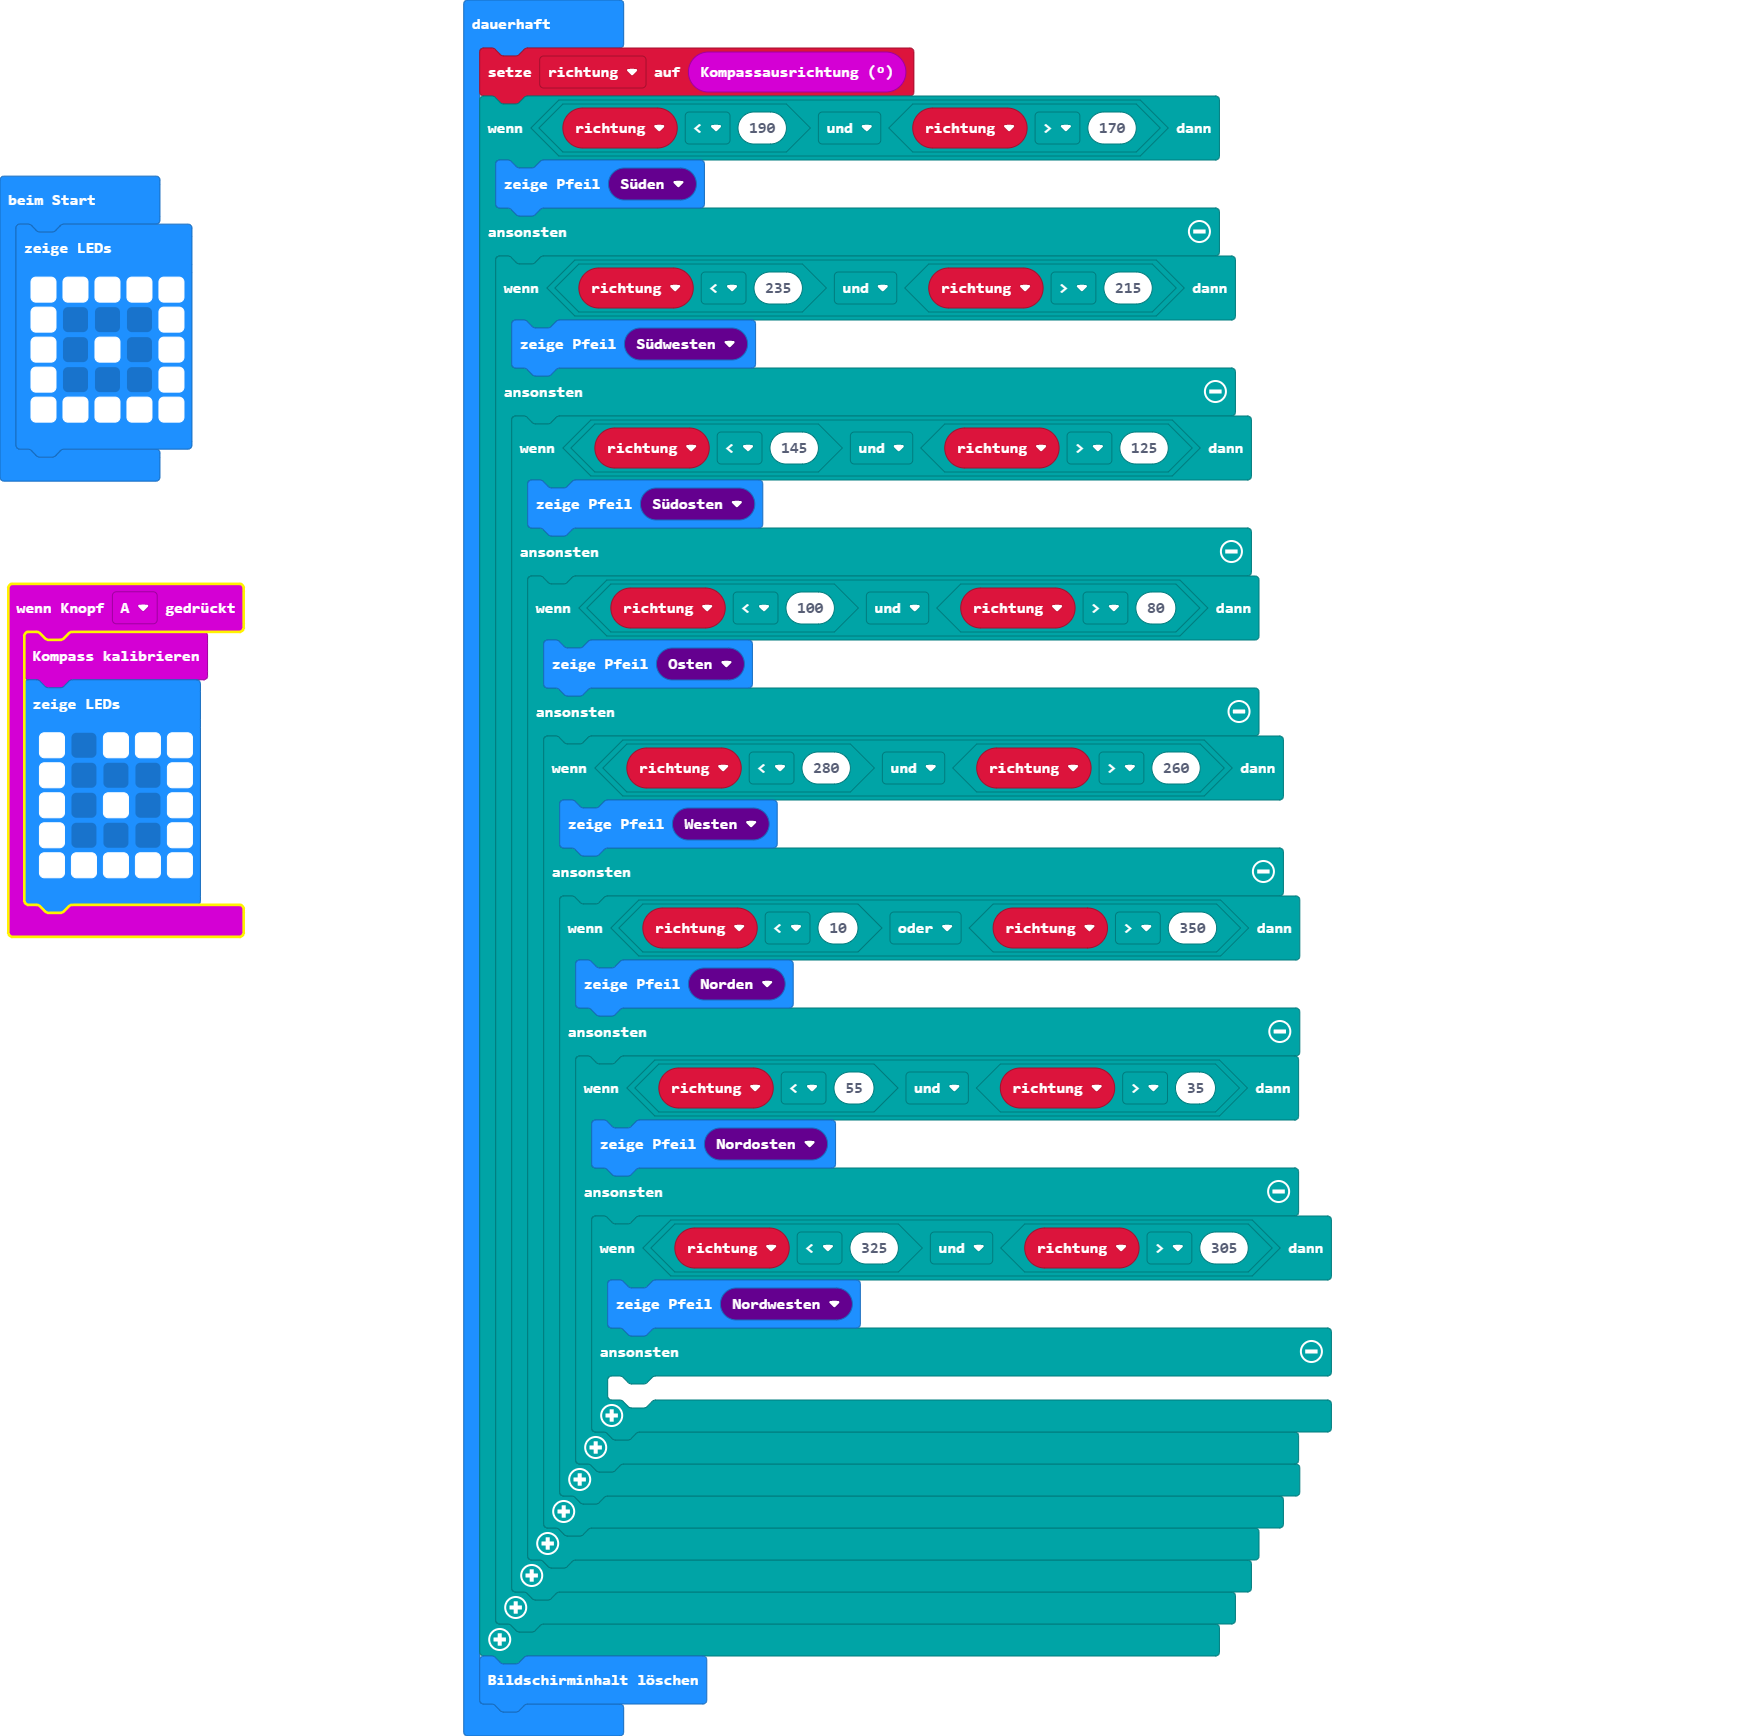 beim Start
zeige LEDs
wenn Knopf A gedrückt
Kompass kalibrieren
zeige LEDs
dauerhaft
setze richtung auf Kompassausrichtung (º)
wenn richtung < 190 und richtung > 170 dann
zeige Pfeil Süden
ansonsten
wenn richtung < 235 und richtung > 215 dann
zeige Pfeil Südwesten
ansonsten
wenn richtung < 145 und richtung > 125 dann
zeige Pfeil Südosten
ansonsten
wenn richtung < 100 und richtung > 80 dann
zeige Pfeil Osten
ansonsten
wenn richtung < 280 und richtung > 260 dann
zeige Pfeil Westen
ansonsten
wenn richtung < 10 oder richtung > 350 dann
zeige Pfeil Norden
ansonsten
wenn richtung < 55 und richtung > 35 dann
zeige Pfeil Nordosten
ansonsten
wenn richtung < 325 und richtung > 305 dann
zeige Pfeil Nordwesten
ansonsten
Bildschirminhalt löschen